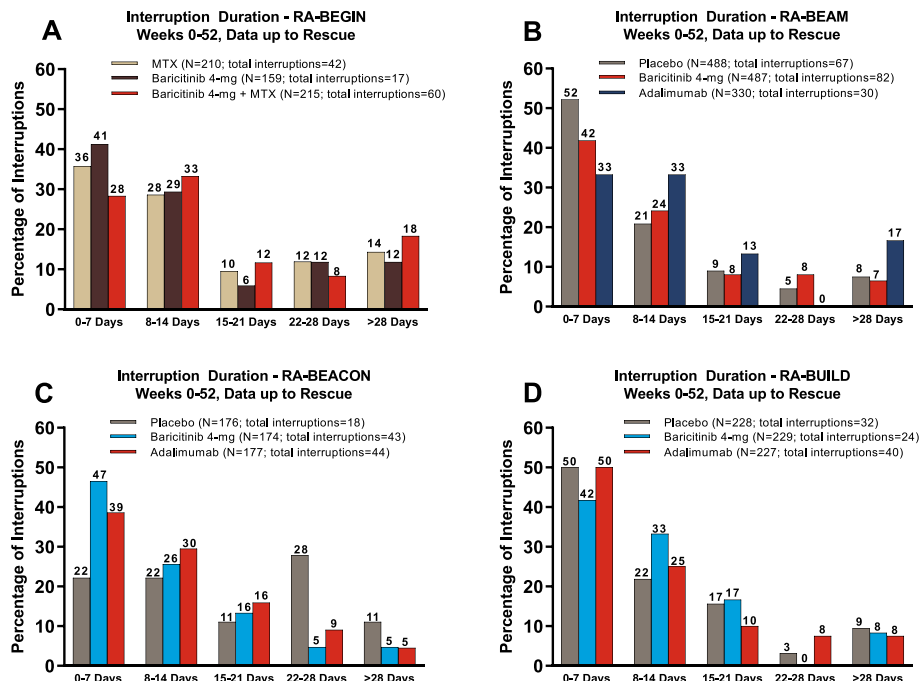 A
Interruption Duration - RA-BEGIN
Weeks 0-52, Data up to Rescue
MTX (N=210; total interruptions=42)
Baricitinib 4-mg (N=159; total interruptions=17)
Baricitinib 4-mg + MTX (N=215; total interruptions=60)
Percentage of Interruptions
60
50
40
30
20
10
0
36 41 28
28 29 33
10 6 12
12 12 8
14 12 18
0-7 Days 8-14 Days 15-21 Days 22-28 Days >28 Days
B
Interruption Duration - RA-BEAM
Weeks 0-52, Data up to Rescue
Placebo (N=488; total interruptions=67)
Baricitinib 4-mg (N=487; total interruptions=82)
Adalimumab (N=330; total interruptions=30)
Percentage of Interruptions
60
50
40
30
20
10
0
52 42 33
21 24 33
9 8 13
5 8 0
8 7 17
0-7 Days 8-14 Days 15-21 Days 22-28 Days >28 Days
C
Interruption Duration - RA-BEACON
Weeks 0-52, Data up to Rescue
Placebo (N=176; total interruptions=18)
Baricitinib 4-mg (N=174; total interruptions=43)
Adalimumab (N=177; total interruptions=44)
Percentage of Interruptions
60
50
40
30
20
10
0
22 47 39
22 26 30
11 16 16
28 5 9
11 5 5
0-7 Days 8-14 Days 15-21 Days 22-28 Days >28 Days
D
Interruption Duration - RA-BUILD
Weeks 0-52, Data up to Rescue
Placebo (N=228; total interruptions=32)
Baricitinib 4-mg (N=229; total interruptions=24)
Adalimumab (N=227; total interruptions=40)
Percentage of Interruptions
60
50
40
30
20
10
0
50 42 50
22 33 25
17 17 10
3 0 8
9 8 8
0-7 Days 8-14 Days 15-21 Days 22-28 Days >28 Days